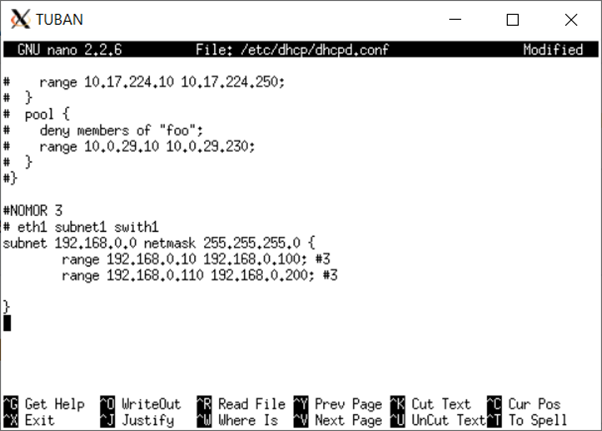 TUBAN
GNU nano 2.2.6 File: /etc/dhcp/dhcpd.conf Modified
#    range 10.17.224.10 10.17.224.250;
#  }
#  pool {
#    deny members of "foo";
#    range 10.0.29.10 10.0.29.230;
#  }
#}
#NOMOR 3
# eth1 subnet1 swith1
subnet 192.168.0.0 netmask 255.255.255.0 {
       range 192.168.0.10 192.168.0.100; #3
       range 192.168.0.110 192.168.0.200; #3
}
^G Get Help ^O WriteOut ^R Read File ^Y Prev Page ^K Cut Text ^C Cur Pos
^X Exit ^J Justify ^W Where Is ^V Next Page ^U UnCut Text ^T To Spell